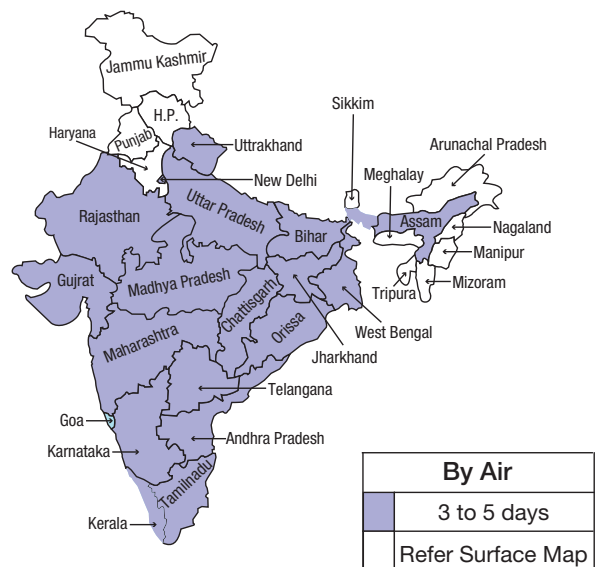 Jammu Kashmir
H.P.
Punjab
Haryana
Uttrakhand
New Delhi
Sikkim
Arunachal Pradesh
Meghalay
Rajasthan
Uttar Pradesh
Bihar
Assam
Nagaland
Manipur
Mizoram
Tripura
Gujrat
Madhya Pradesh
Chattisgarh
Orissa
West Bengal
Jharkhand
Maharashtra
Telangana
Goa
Karnataka
Andhra Pradesh
Tamilnadu
Kerala
By Air
3 to 5 days
Refer Surface Map